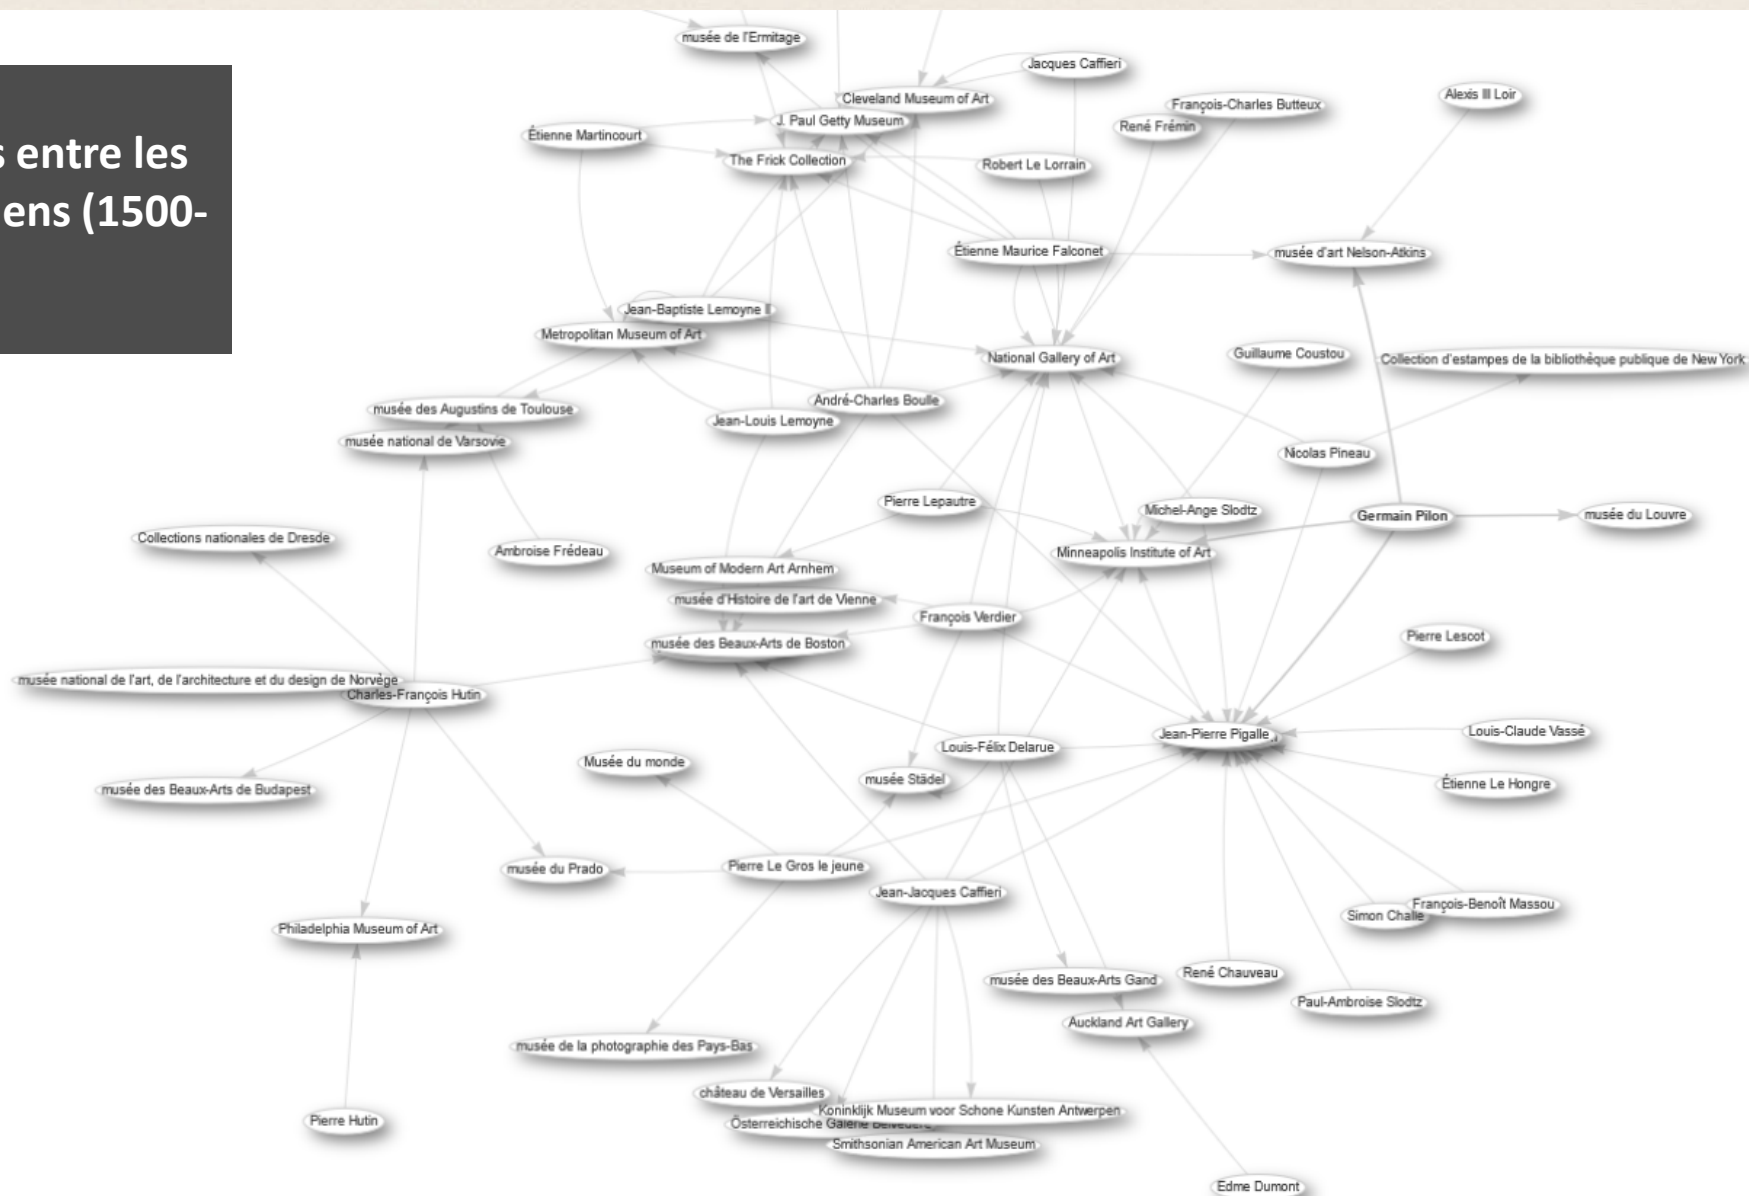 s entre les
ens (1500-
musée de l'Ermitage
Jacques Caffieri
Cleveland Museum of Art
Alexis III Loir
François-Charles Butteux
J. Paul Getty Museum
René Frémin
Étienne Martincourt
The Frick Collection
Robert Le Lorrain
Étienne Maurice Falconet
musée d'art Nelson-Atkins
Jean-Baptiste Lemoyne II
Metropolitan Museum of Art
National Gallery of Art
Guillaume Coustou
Collection d'estampes de la bibliothèque publique de New York
André-Charles Boulle
musée des Augustins de Toulouse
Jean-Louis Lemoyne
musée national de Varsovie
Nicolas Pineau
Pierre Lepautre
Michel-Ange Slodtz
Germain Pilon
musée du Louvre
Collections nationales de Dresde
Ambroise Frédeau
Minneapolis Institute of Art
Museum of Modern Art Arnhem
musée d'Histoire de l'art de Vienne
François Verdier
musée des Beaux-Arts de Boston
Pierre Lescot
musée national de l'art, de l'architecture et du design de Norvège
Charles-François Hutin
Jean-Pierre Pigalle
Louis-Claude Vassé
Louis-Félix Delarue
Musée du monde
musée Städel
Étienne Le Hongre
musée des Beaux-Arts de Budapest
musée du Prado
Pierre Le Gros le jeune
Jean-Jacques Caffieri
François-Benoît Massou
Simon Challe
Philadelphia Museum of Art
musée des Beaux-Arts Gand
René Chauveau
Paul-Ambroise Slodtz
Auckland Art Gallery
musée de la photographie des Pays-Bas
château de Versailles
Koninklijk Museum voor Schone Kunsten Antwerpen
Pierre Hutin
Österreichische Galerie Belvedere
Smithsonian American Art Museum
Edme Dumont